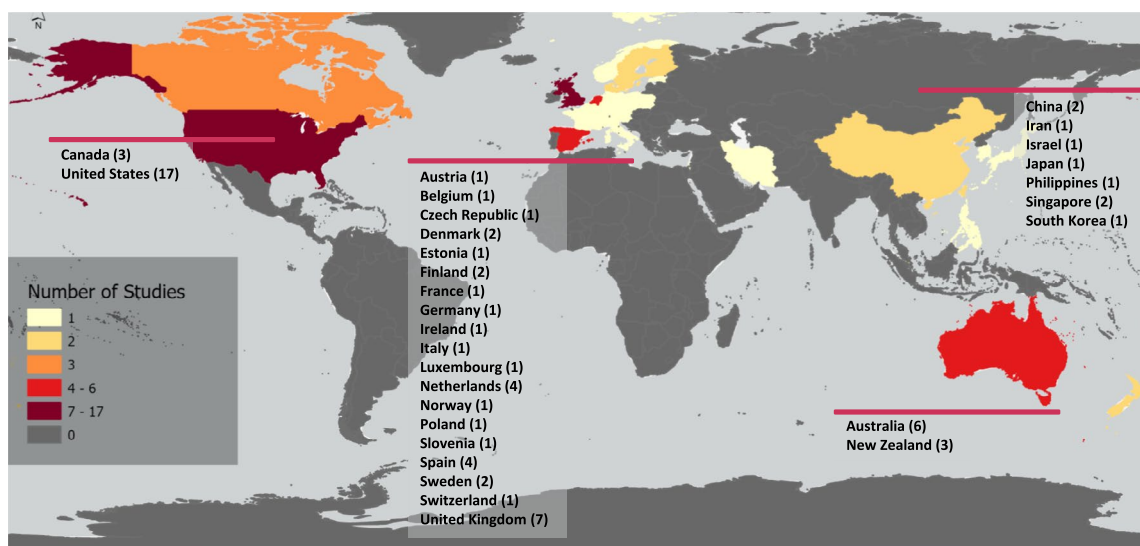 N
Canada (3)
United States (17)
Austria (1)
Belgium (1)
Czech Republic (1)
Denmark (2)
Estonia (1)
Finland (2)
France (1)
Germany (1)
Ireland (1)
Italy (1)
Luxembourg (1)
Netherlands (4)
Norway (1)
Poland (1)
Slovenia (1)
Spain (4)
Sweden (2)
Switzerland (1)
United Kingdom (7)
China (2)
Iran (1)
Israel (1)
Japan (1)
Philippines (1)
Singapore (2)
South Korea (1)
Australia (6)
New Zealand (3)
Number of Studies
1
2
3
4 - 6
7 - 17
0